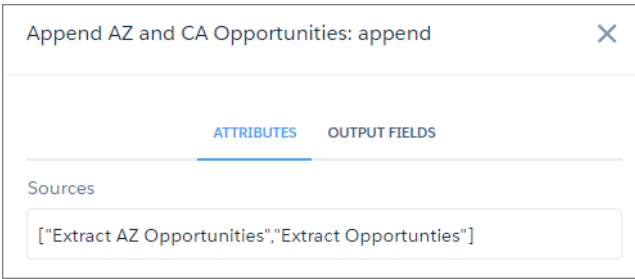 Append AZ and CA Opportunities: append
ATTRIBUTES OUTPUT FIELDS
Sources
["Extract AZ Opportunities","Extract Opportunties"]